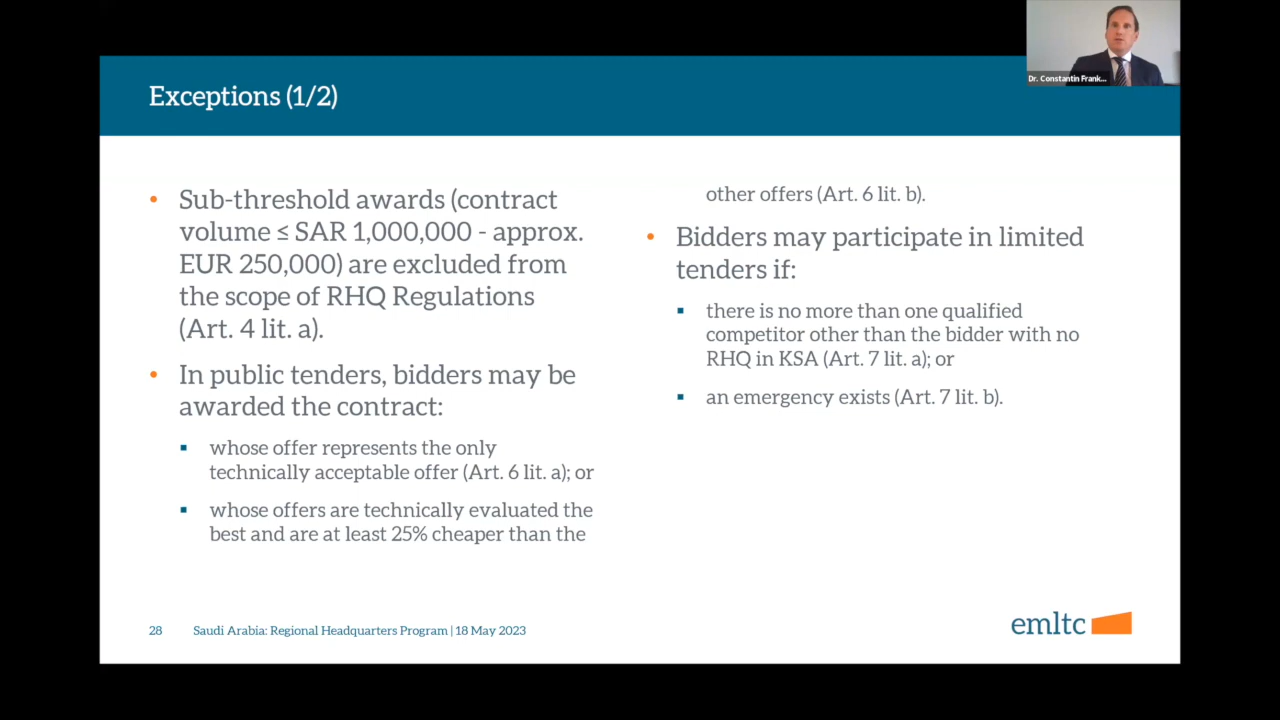 Dr. Constantin Frank...
Exceptions (1/2)
• Sub-threshold awards (contract
volume ≤ SAR 1,000,000 - approx.
EUR 250,000) are excluded from
the scope of RHQ Regulations
(Art. 4 lit. a).
• In public tenders, bidders may be
awarded the contract:
▪ whose offer represents the only
technically acceptable offer (Art. 6 lit. a); or
▪ whose offers are technically evaluated the
best and are at least 25% cheaper than the
other offers (Art. 6 lit. b).
• Bidders may participate in limited
tenders if:
▪ there is no more than one qualified
competitor other than the bidder with no
RHQ in KSA (Art. 7 lit. a); or
▪ an emergency exists (Art. 7 lit. b).
28 Saudi Arabia: Regional Headquarters Program | 18 May 2023
emltc